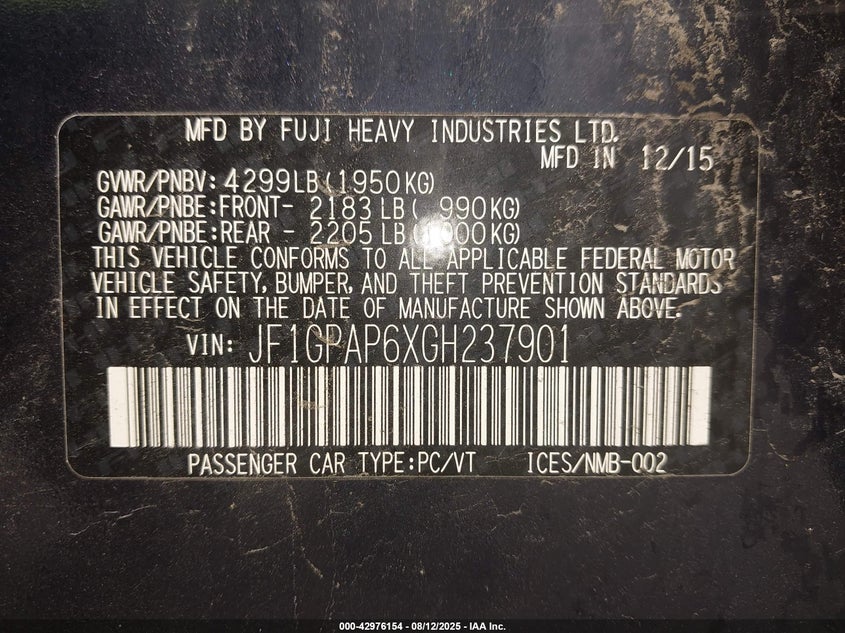 MFD BY FUJI HEAVY INDUSTRIES LTD.
MFD IN 12/15
GVWR/PNBV: 4299LB (1950KG)
GAWR/PNBE:FRONT- 2183 LB ( 990KG)
GAWR/PNBE:REAR - 2205 LB (1000KG)
THIS VEHICLE CONFORMS TO ALL APPLICABLE FEDERAL MOTOR
VEHICLE SAFETY, BUMPER, AND THEFT PREVENTION STANDARDS
IN EFFECT ON THE DATE OF MANUFACTURE SHOWN ABOVE.
VIN: JF1GPAP6XGH237901
PASSENGER CAR TYPE:PC/VT ICES/NMB-002
000-42976154 - 08/12/2025 - IAA Inc.